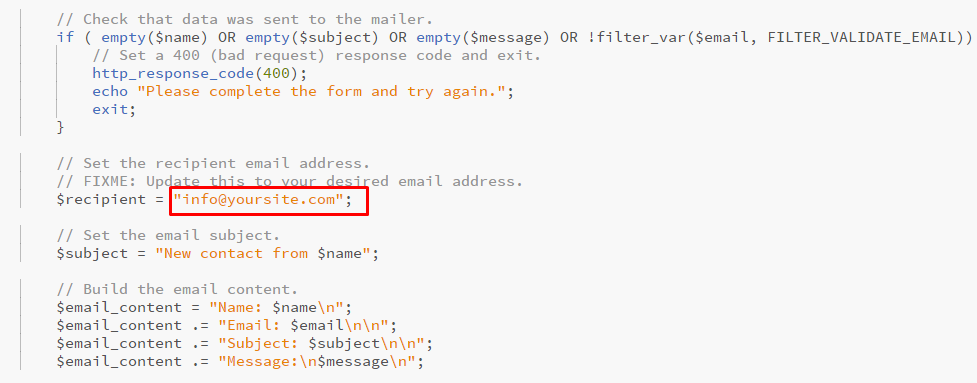 // Check that data was sent to the mailer.
if ( empty($name) OR empty($subject) OR empty($message) OR !filter_var($email, FILTER_VALIDATE_EMAIL))
// Set a 400 (bad request) response code and exit.
http_response_code(400);
echo "Please complete the form and try again.";
exit;
}
// Set the recipient email address.
// FIXME: Update this to your desired email address.
$recipient = "info@yoursite.com";
// Set the email subject.
$subject = "New contact from $name";
// Build the email content.
$email_content = "Name: $name\n";
$email_content .= "Email: $email\n\n";
$email_content .= "Subject: $subject\n\n";
$email_content .= "Message:\n$message\n";